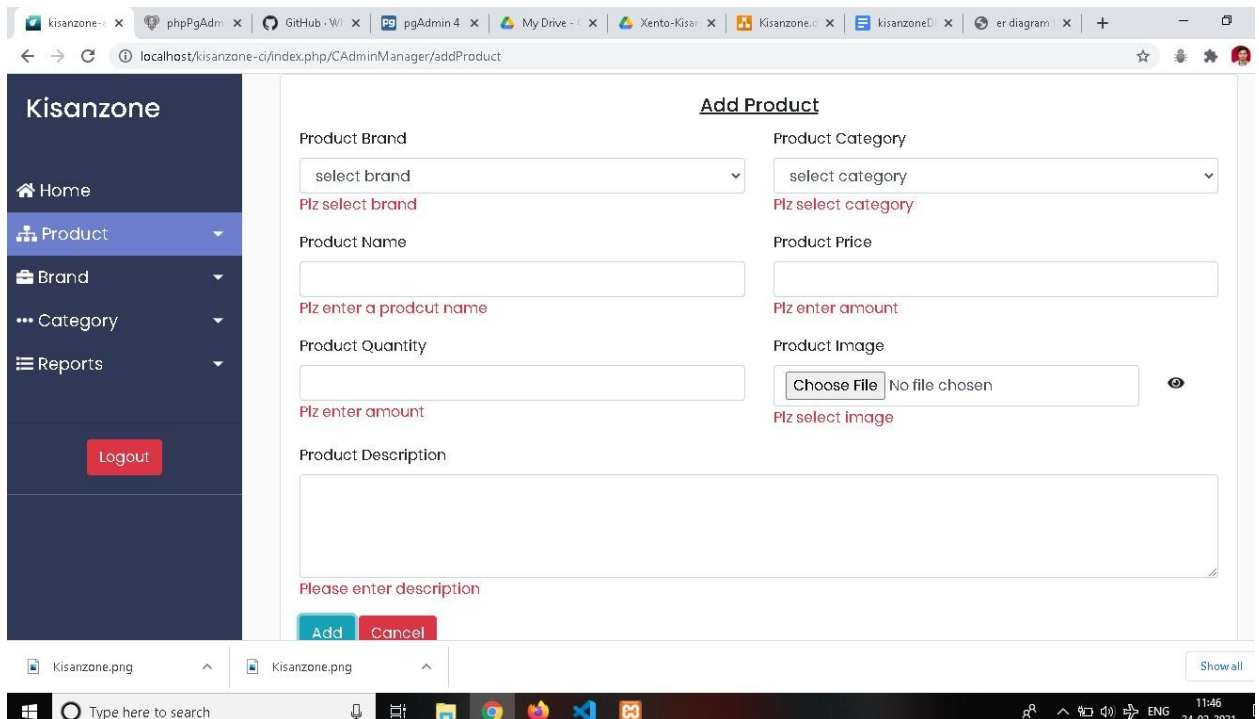 kisanzone-a
phpPgAdm
GitHub · Wh
pgAdmin 4
My Drive -
Xento-Kisan
Kisanzone.d
kisanzoneD
er diagram
localhost/kisanzone-ci/index.php/CAdminManager/addProduct
Kisanzone
Home
Product
Brand
Category
Reports
Logout
Add Product
Product Brand
Product Category
select brand
select category
Plz select brand
Plz select category
Product Name
Product Price
Plz enter a prodcut name
Plz enter amount
Product Quantity
Product Image
Choose File No file chosen
Plz enter amount
Plz select image
Product Description
Please enter description
Add
Cancel
Kisanzone.png
Kisanzone.png
Show all
Type here to search
ENG
11:46